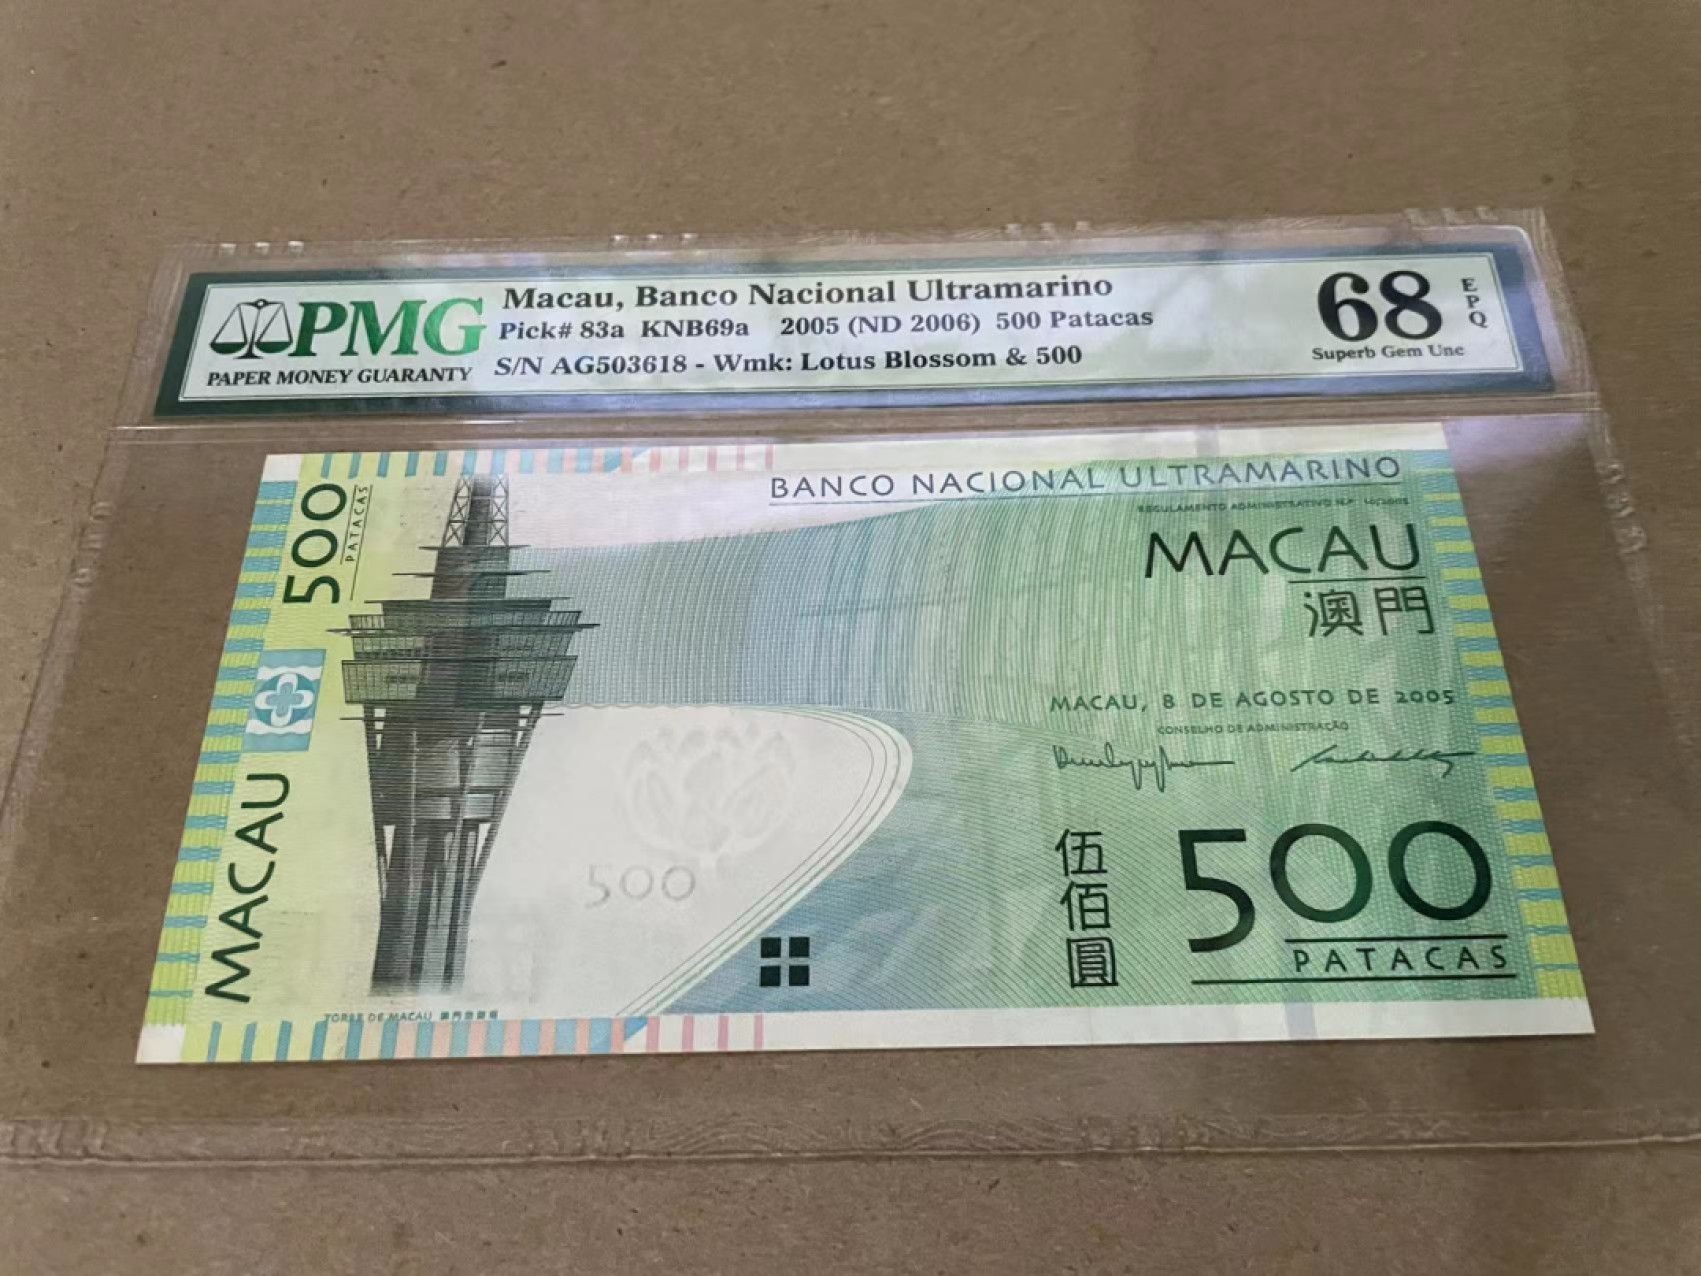 PMG
PAPER MONEY GUARANTY
Macau, Banco Nacional Ultramarino
Pick# 83a KNB69a 2005 (ND 2006) 500 Patacas
S/N AG503618 - Wmk: Lotus Blossom & 500
68
EPQ
Superb Gem Unc
500
PATACAS
MACAU
BANCO NACIONAL ULTRAMARINO
REGULAMENTO ADMINISTRATIVO N.º
MACAU
澳門
MACAU, 8 DE AGOSTO DE 2005
CONSELHO DE ADMINISTRAÇÃO
500
伍佰圓
500
PATACAS
TORRE DE MACAU